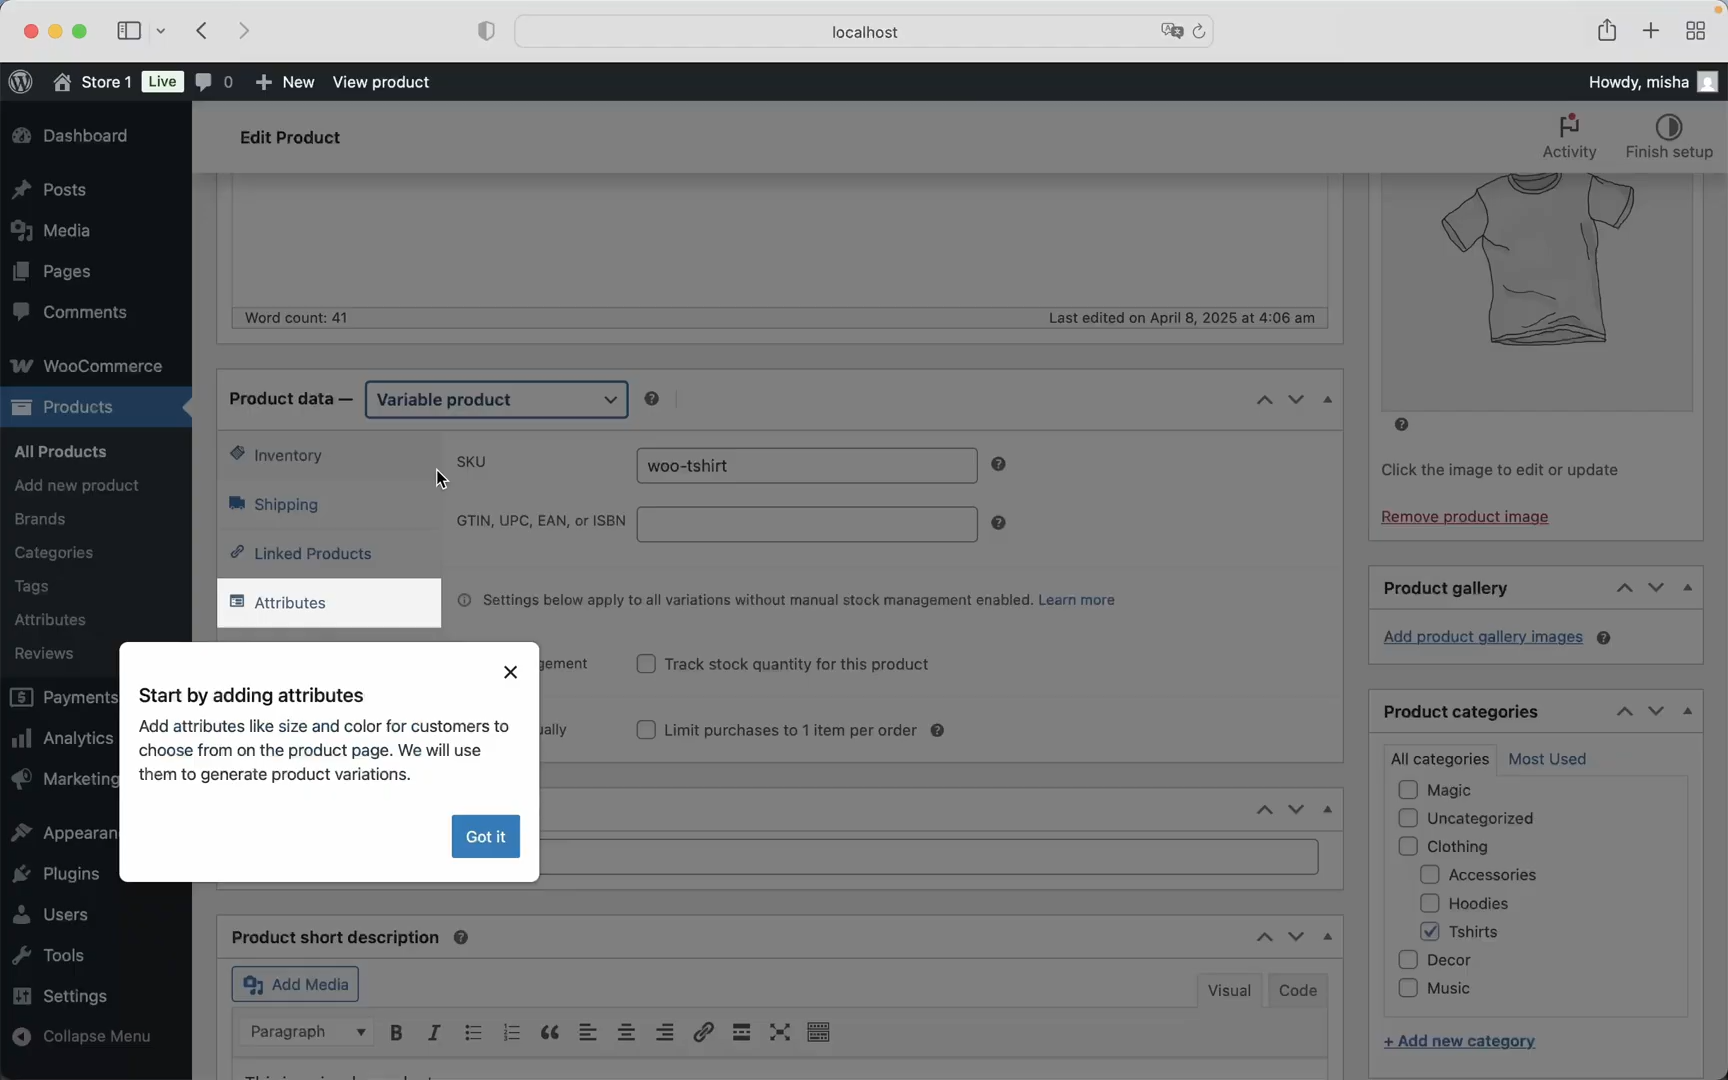 localhost
Store 1 Live 0 + New View product Howdy, misha
Dashboard
Posts
Media
Pages
Comments
WooCommerce
Products
All Products
Add new product
Brands
Categories
Tags
Attributes
Reviews
Payments
Analytics
Marketing
Appearan
Plugins
Users
Tools
Settings
Collapse Menu
Edit Product
Activity
Finish setup
Word count: 41 Last edited on April 8, 2025 at 4:06 am
Product data — Variable product
Inventory
Shipping
Linked Products
Attributes
SKU woo-tshirt
GTIN, UPC, EAN, or ISBN
Settings below apply to all variations without manual stock management enabled. Learn more
gement Track stock quantity for this product
ually Limit purchases to 1 item per order
Start by adding attributes
Add attributes like size and color for customers to
choose from on the product page. We will use
them to generate product variations.
Got it
Product short description
Add Media
Visual Code
Paragraph
Click the image to edit or update
Remove product image
Product gallery
Add product gallery images
Product categories
All categories Most Used
Magic
Uncategorized
Clothing
Accessories
Hoodies
Tshirts
Decor
Music
+ Add new category